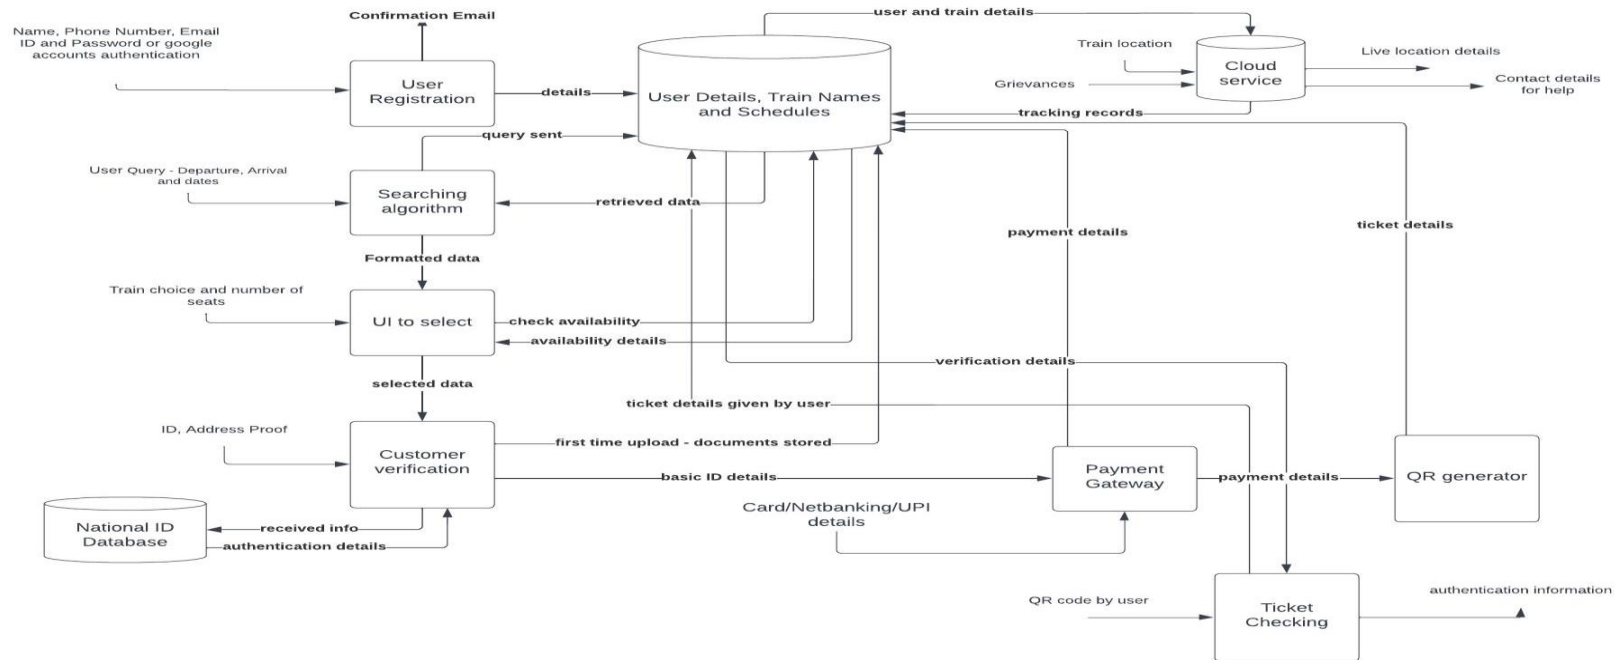 Confirmation Email
user and train details
Name, Phone Number, Email
ID and Password or google
accounts authentication
Train location
Live location details
Cloud
service
User
Registration
details
User Details, Train Names
and Schedules
Grievances
Contact details
for help
tracking records
query sent
User Query - Departure, Arrival
and dates
Searching
algorithm
retrieved data
payment details
ticket details
Formatted data
Train choice and number of
seats
UI to select
check availability
availability details
verification details
selected data
ticket details given by user
ID, Address Proof
Customer
verification
first time upload - documents stored
basic ID details
Payment
Gateway
payment details
QR generator
Card/Netbanking/UPI
details
National ID
Database
received info
authentication details
QR code by user
Ticket
Checking
authentication information